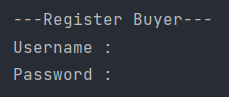 ---Register Buyer---
Username :
Password :